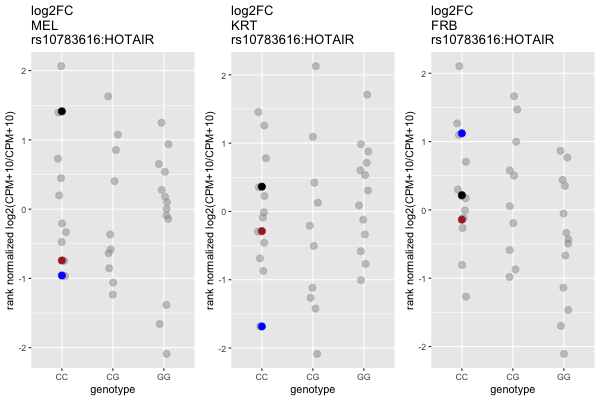 log2FC
MEL
rs10783616:HOTAIR
rank normalized log2(CPM+10/CPM+10)
2
1
0
-1
-2
CC
CG
GG
genotype
log2FC
KRT
rs10783616:HOTAIR
rank normalized log2(CPM+10/CPM+10)
2
1
0
-1
-2
CC
CG
GG
genotype
log2FC
FRB
rs10783616:HOTAIR
rank normalized log2(CPM+10/CPM+10)
2
1
0
-1
-2
CC
CG
GG
genotype